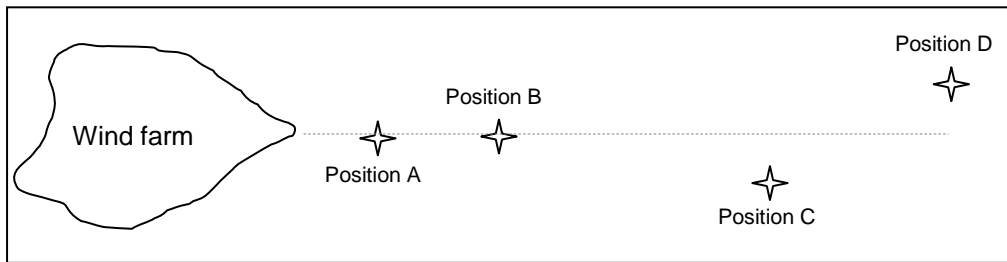 Position D
Position B
Wind farm
Position A
Position C